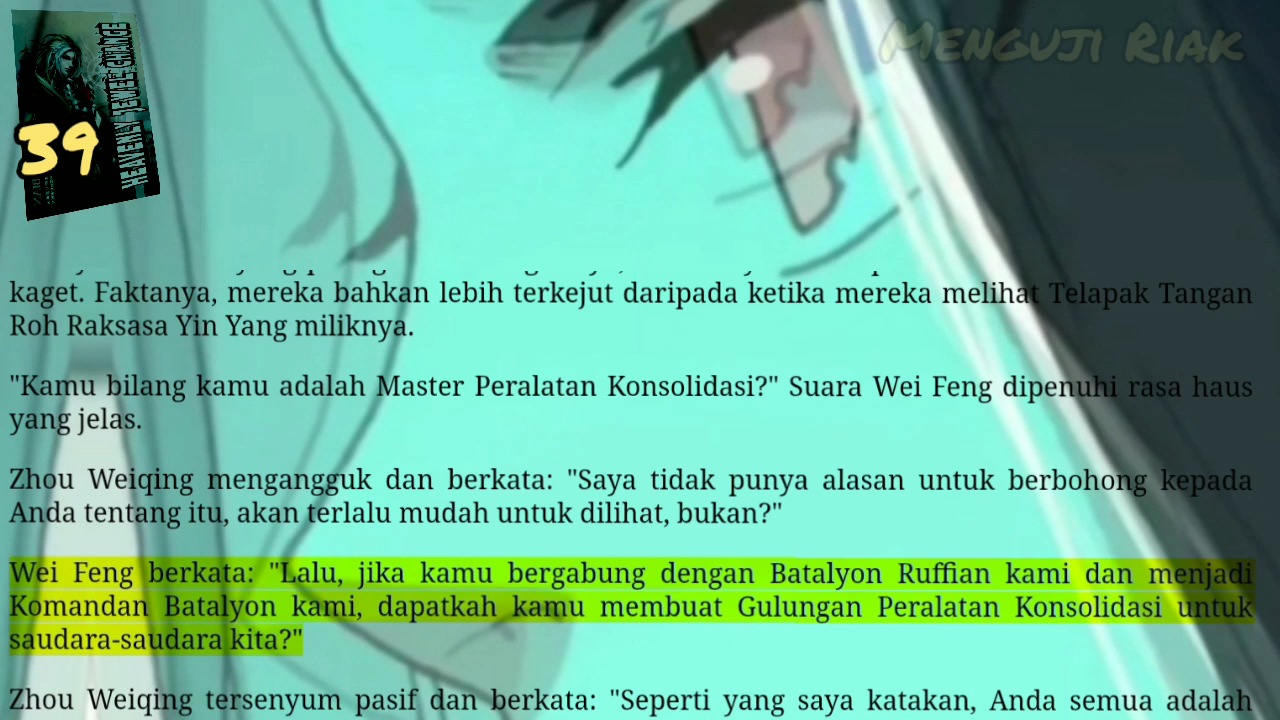 Menguji Riak
HEAVENLY JEWEL CHANGE
39
kaget. Faktanya, mereka bahkan lebih terkejut daripada ketika mereka melihat Telapak Tangan
Roh Raksasa Yin Yang miliknya.
"Kamu bilang kamu adalah Master Peralatan Konsolidasi?" Suara Wei Feng dipenuhi rasa haus
yang jelas.
Zhou Weiqing mengangguk dan berkata: "Saya tidak punya alasan untuk berbohong kepada
Anda tentang itu, akan terlalu mudah untuk dilihat, bukan?"
Wei Feng berkata: "Lalu, jika kamu bergabung dengan Batalyon Ruffian kami dan menjadi
Komandan Batalyon kami, dapatkah kamu membuat Gulungan Peralatan Konsolidasi untuk
saudara-saudara kita?"
Zhou Weiqing tersenyum pasif dan berkata: "Seperti yang saya katakan, Anda semua adalah